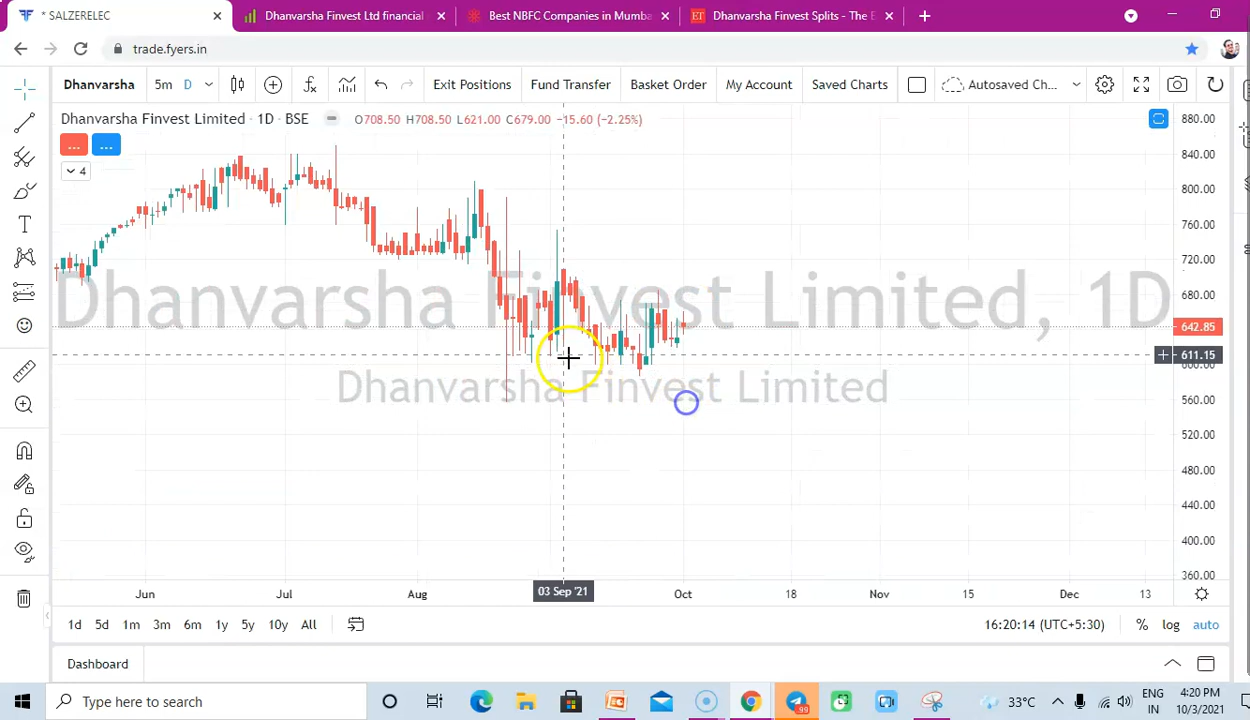 * SALZERELEC
Dhanvarsha Finvest Ltd financial
Best NBFC Companies in Mumba
ET Dhanvarsha Finvest Splits - The E
trade.fyers.in
Dhanvarsha 5m D Exit Positions Fund Transfer Basket Order My Account Saved Charts Autosaved Ch...
Dhanvarsha Finvest Limited · 1D · BSE O708.50 H708.50 L621.00 C679.00 −15.60 (−2.25%)
... ...
4
880.00
840.00
800.00
760.00
720.00
680.00
Dhanvarsha Finvest Limited, 1D
642.85
611.15
600.00
Dhanvarsha Finvest Limited
560.00
520.00
480.00
440.00
400.00
360.00
Jun Jul Aug 03 Sep '21 Oct 18 Nov 15 Dec 13
1d 5d 1m 3m 6m 1y 5y 10y All 16:20:14 (UTC+5:30) % log auto
Dashboard
Type here to search
99
33°C
ENG
IN
4:20 PM
10/3/2021